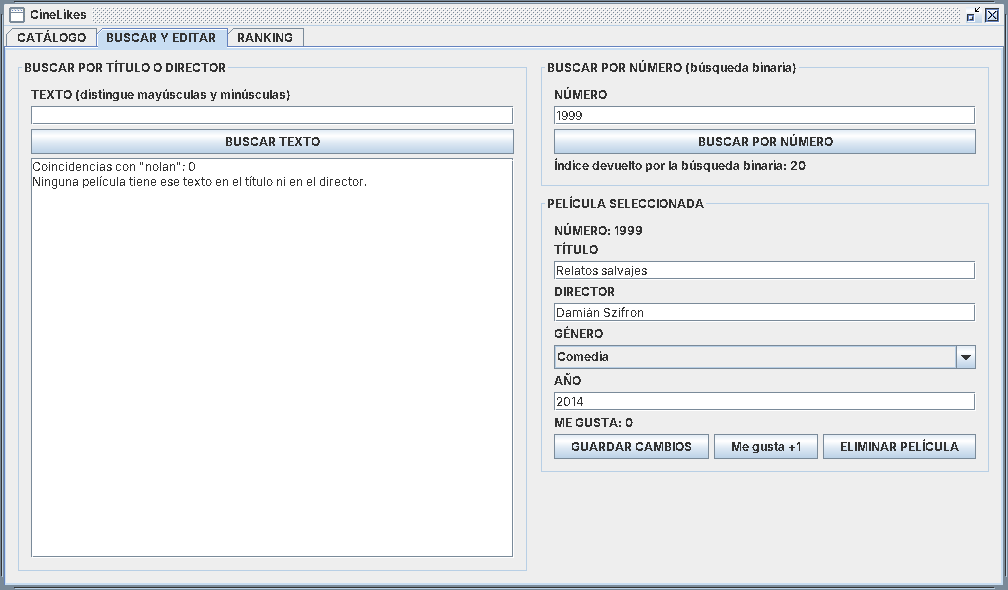 CineLikes
CATÁLOGO BUSCAR Y EDITAR RANKING
BUSCAR POR TÍTULO O DIRECTOR
TEXTO (distingue mayúsculas y minúsculas)
BUSCAR TEXTO
Coincidencias con "nolan": 0
Ninguna película tiene ese texto en el título ni en el director.
BUSCAR POR NÚMERO (búsqueda binaria)
NÚMERO
1999
BUSCAR POR NÚMERO
Índice devuelto por la búsqueda binaria: 20
PELÍCULA SELECCIONADA
NÚMERO: 1999
TÍTULO
Relatos salvajes
DIRECTOR
Damián Szifron
GÉNERO
Comedia
AÑO
2014
ME GUSTA: 0
GUARDAR CAMBIOS Me gusta +1 ELIMINAR PELÍCULA